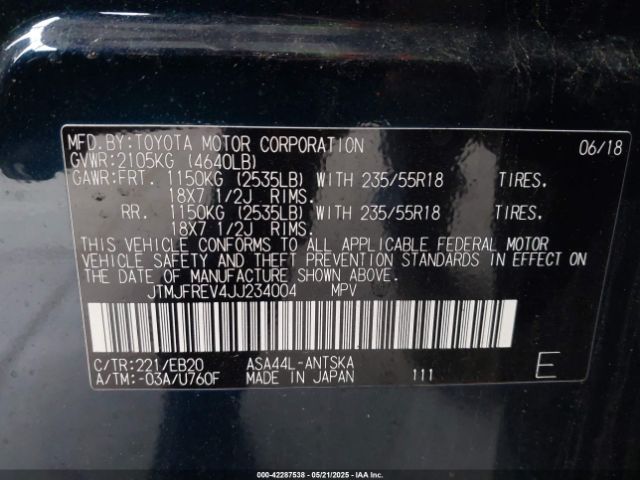 MFD.BY:TOYOTA MOTOR CORPORATION 06/18
GVWR:2105KG (4640LB)
GAWR:FRT. 1150KG (2535LB) WITH 235/55R18 TIRES.
18X7 1/2J RIMS.
RR. 1150KG (2535LB) WITH 235/55R18 TIRES.
18X7 1/2J RIMS.
THIS VEHICLE CONFORMS TO ALL APPLICABLE FEDERAL MOTOR
VEHICLE SAFETY AND THEFT PREVENTION STANDARDS IN EFFECT ON
THE DATE OF MANUFACTURE SHOWN ABOVE.
JTMJFREV4JJ234004 MPV
C/TR:221/EB20 ASA44L-ANTSKA
A/TM:-03A/U760F MADE IN JAPAN 111 E
000-42287538 - 05/21/2025 - IAA Inc.